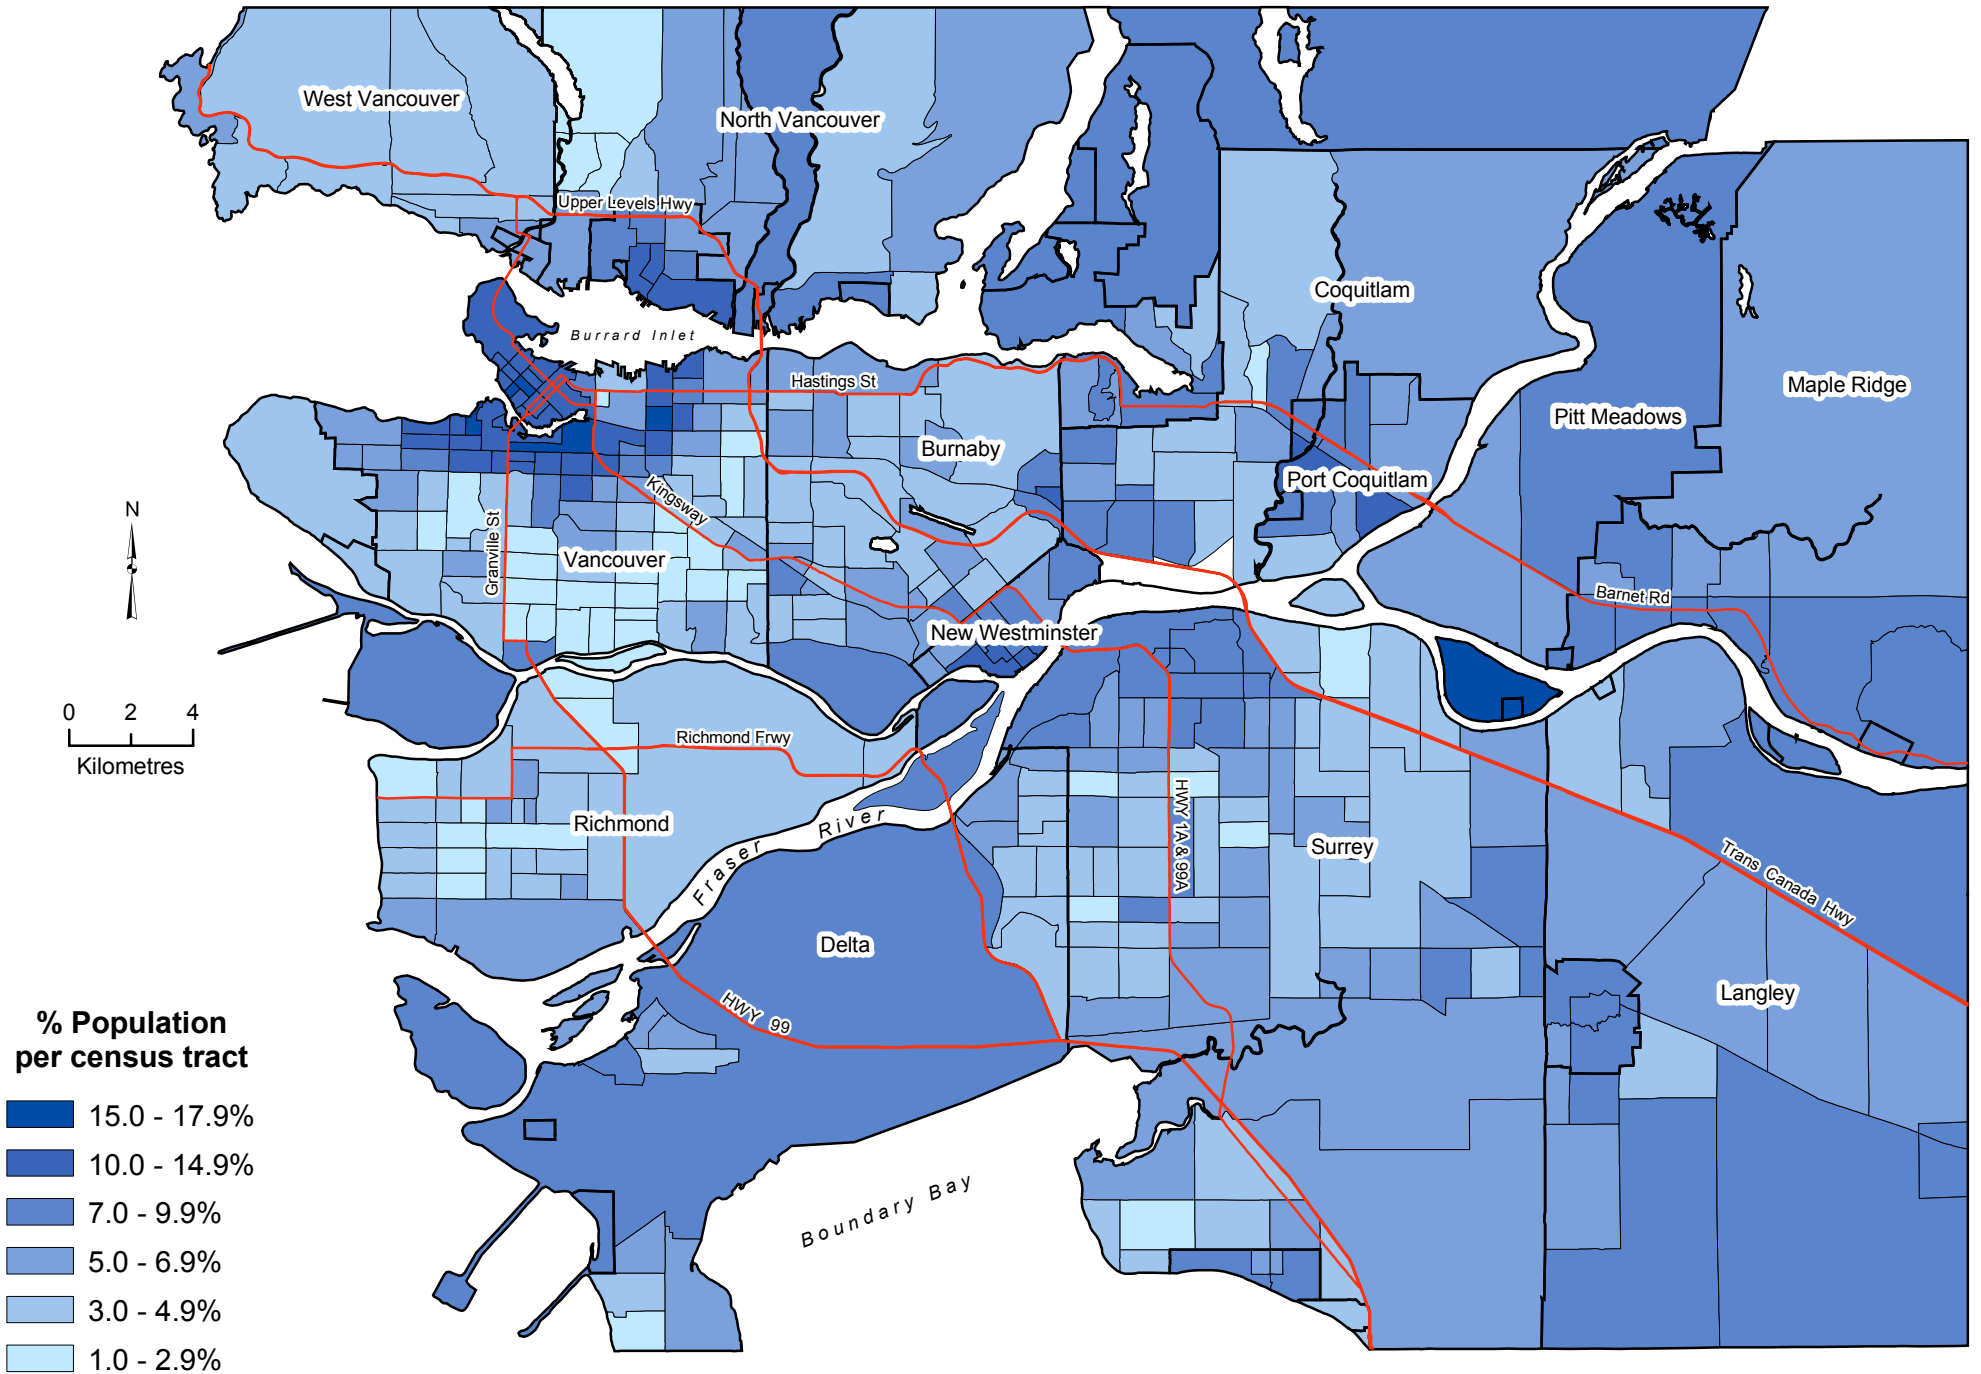 West Vancouver
North Vancouver
Upper Levels Hwy
Coquitlam
Burrard Inlet
Hastings St
Maple Ridge
Pitt Meadows
Burnaby
Port Coquitlam
Kingsway
N
Granville St
Vancouver
Barnet Rd
New Westminster
0 2 4
Kilometres
Richmond Frwy
HWY 1A & 99A
Richmond
Fraser River
Surrey
Trans Canada Hwy
Delta
Langley
HWY 99
Boundary Bay
% Population
per census tract
15.0 - 17.9%
10.0 - 14.9%
7.0 - 9.9%
5.0 - 6.9%
3.0 - 4.9%
1.0 - 2.9%